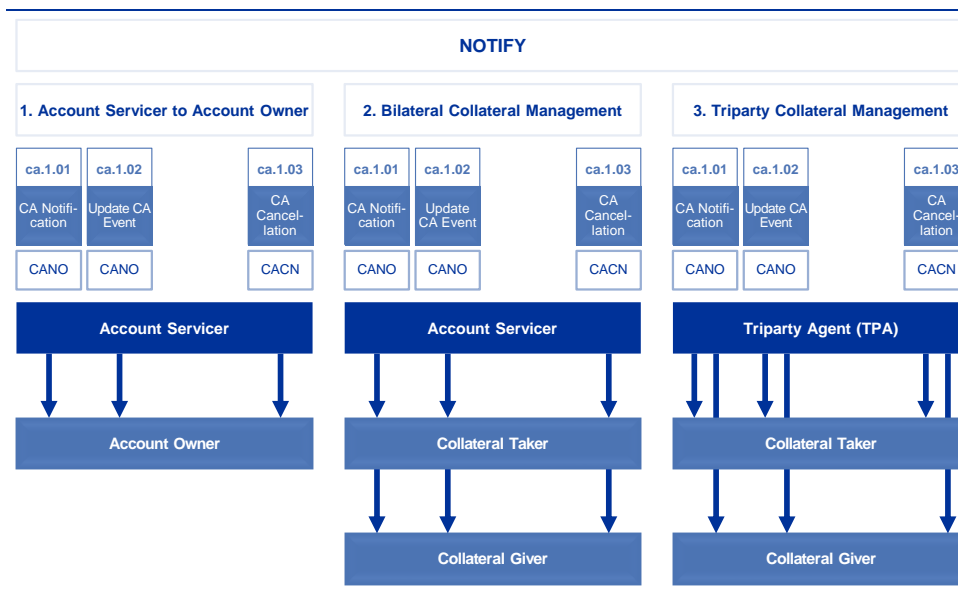 NOTIFY
1. Account Servicer to Account Owner
2. Bilateral Collateral Management
3. Triparty Collateral Management
ca.1.01
ca.1.02
ca.1.03
ca.1.01
ca.1.02
ca.1.03
ca.1.01
ca.1.02
ca.1.03
CA Notifi-
cation
Update CA
Event
CA
Cancel-
lation
CA Notifi-
cation
Update
CA Event
CA
Cancel-
lation
CA Notifi-
cation
Update CA
Event
CA
Cancel-
lation
CANO
CANO
CACN
CANO
CANO
CACN
CANO
CANO
CACN
Account Servicer
Account Servicer
Triparty Agent (TPA)
Account Owner
Collateral Taker
Collateral Taker
Collateral Giver
Collateral Giver